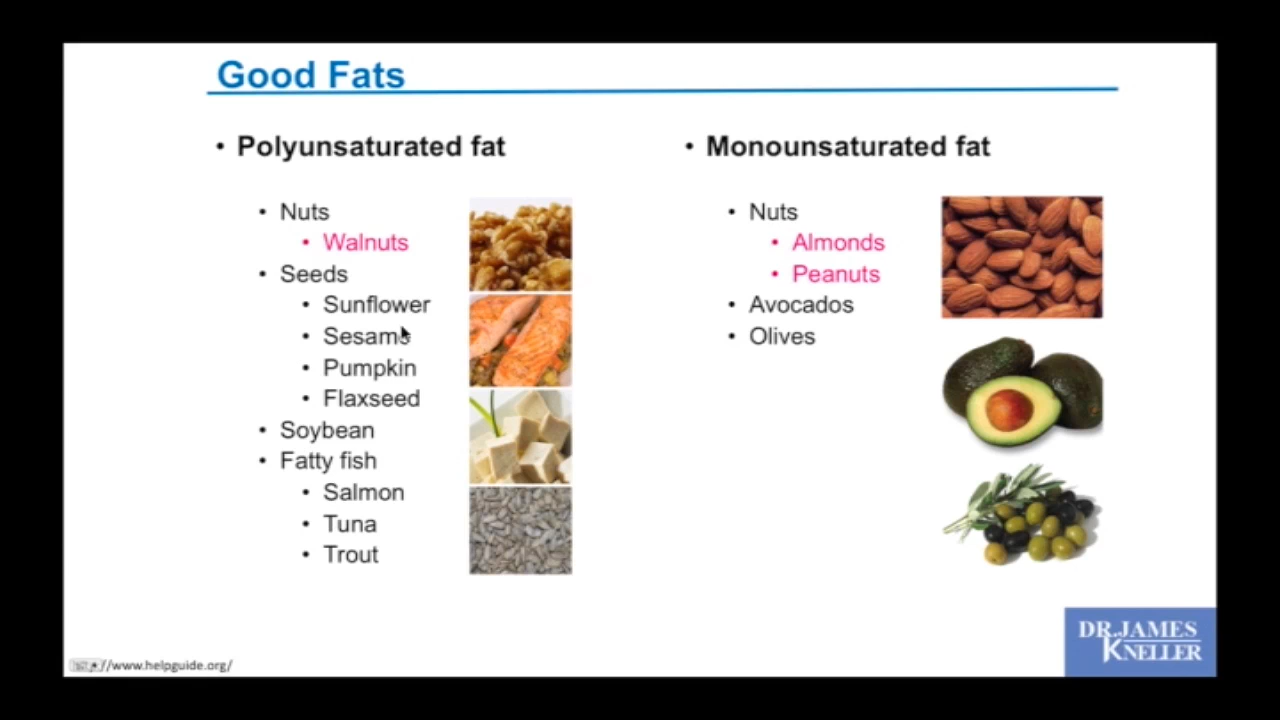 Good Fats
• Polyunsaturated fat
• Nuts
• Walnuts
• Seeds
• Sunflower
• Sesame
• Pumpkin
• Flaxseed
• Soybean
• Fatty fish
• Salmon
• Tuna
• Trout
• Monounsaturated fat
• Nuts
• Almonds
• Peanuts
• Avocados
• Olives
//www.helpguide.org/
DR.JAMES
KNELLER